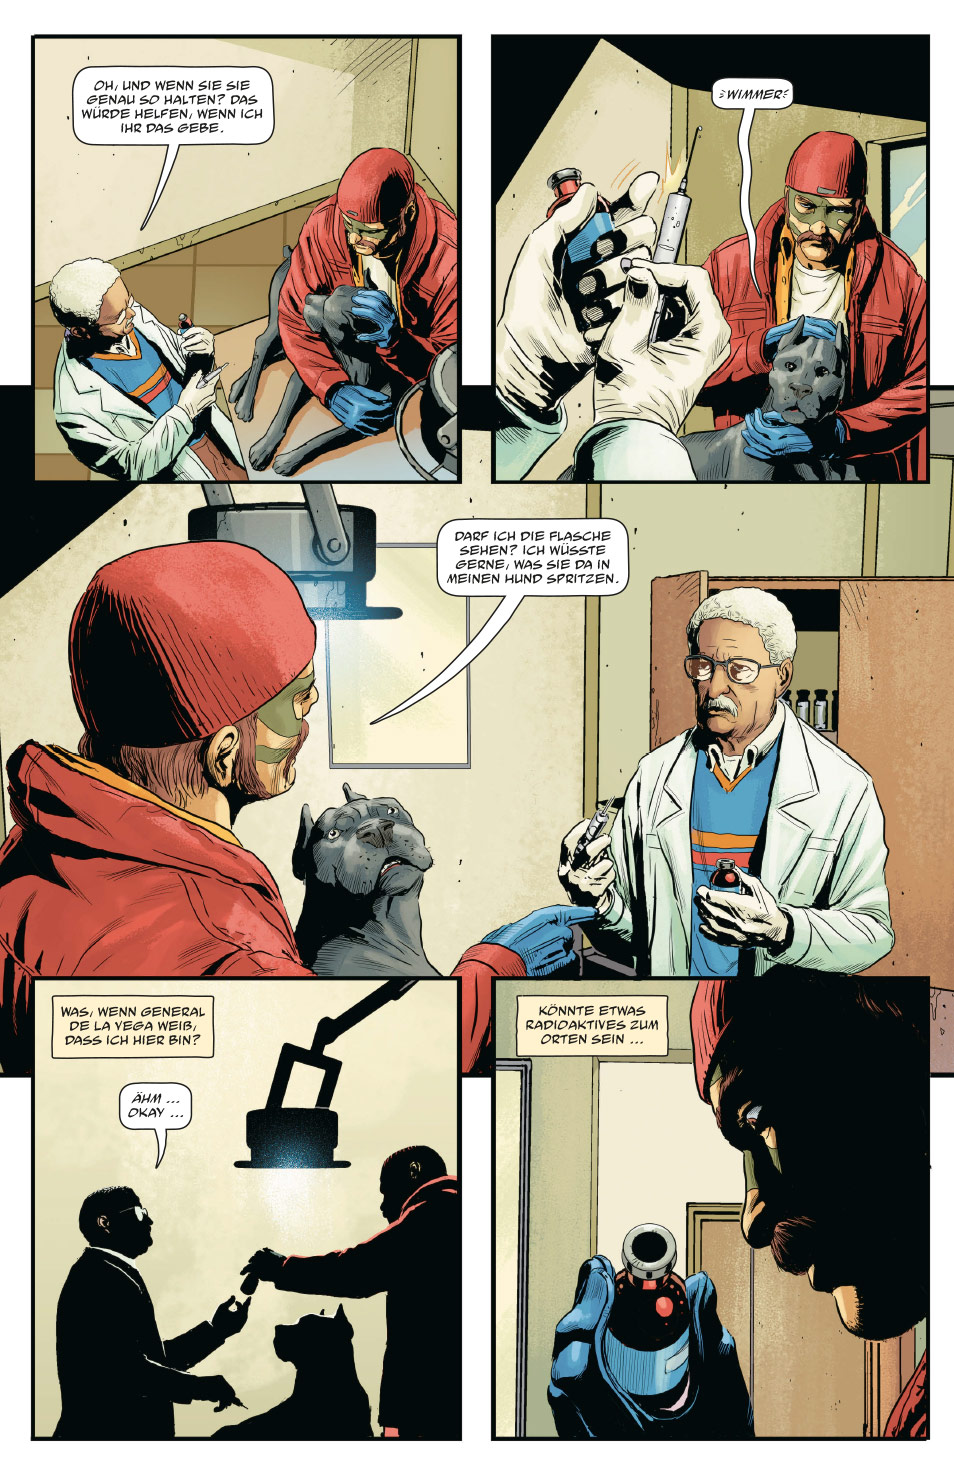 OH, UND WENN SIE SIE
GENAU SO HALTEN? DAS
WÜRDE HELFEN, WENN ICH
IHR DAS GEBE.
WIMMER
DARF ICH DIE FLASCHE
SEHEN? ICH WÜSSTE
GERNE, WAS SIE DA IN
MEINEN HUND SPRITZEN.
WAS, WENN GENERAL
DE LA VEGA WEIß,
DASS ICH HIER BIN?
ÄHM ...
OKAY ...
KÖNNTE ETWAS
RADIOAKTIVES ZUM
ORTEN SEIN ...